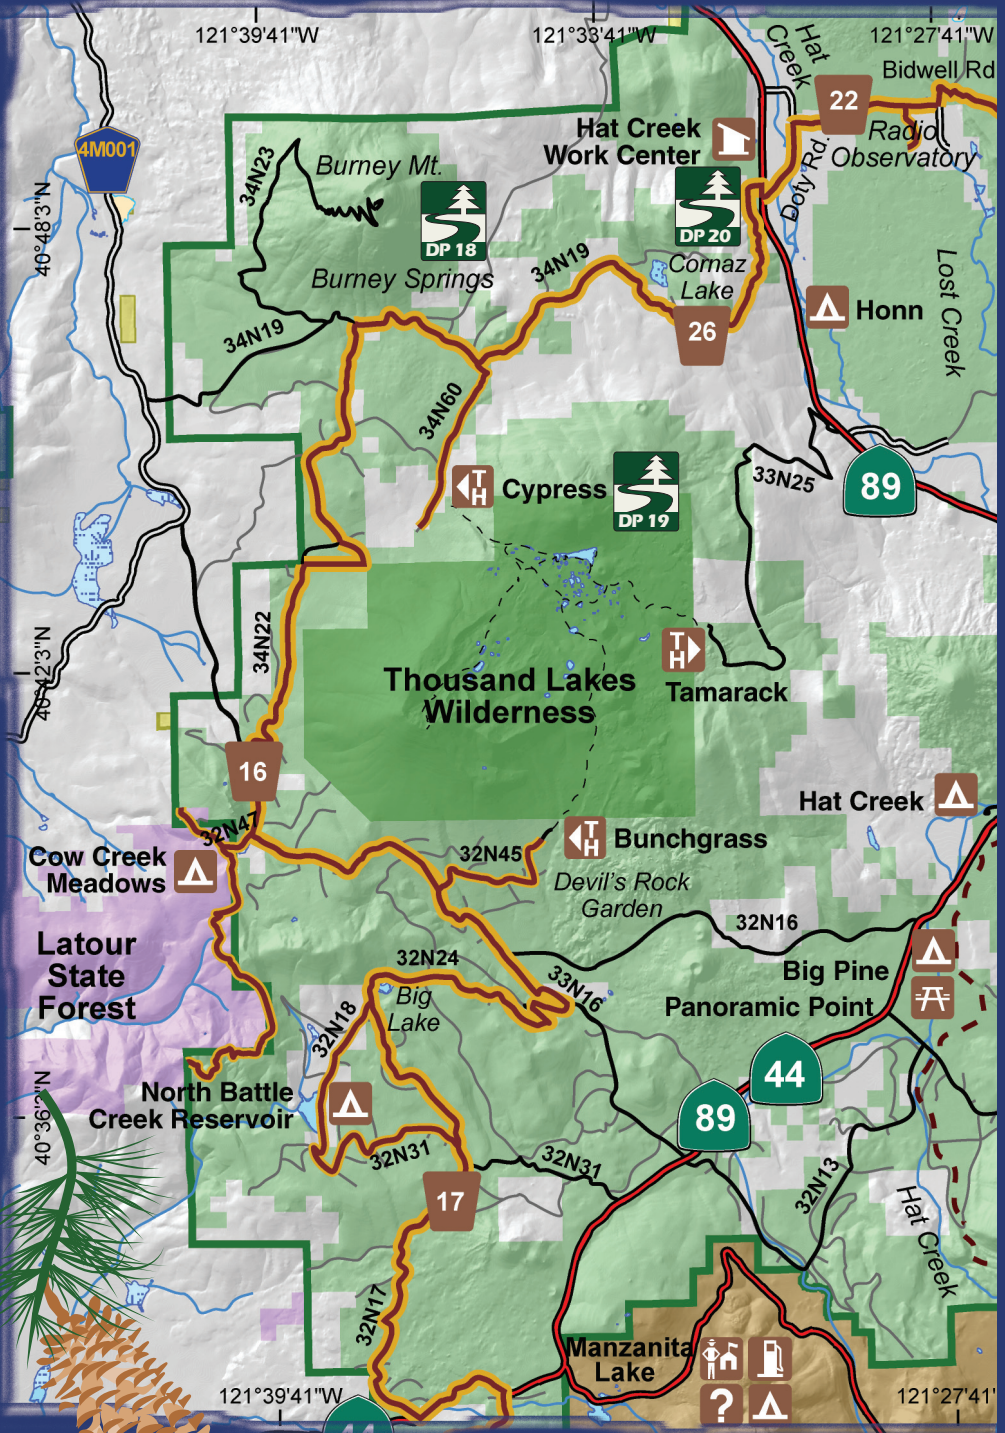 121°39'41"W
121°33'41"W
121°27'41"W
Hat
Creek
Bidwell Rd
22
Radio
Observatory
Hat Creek
Work Center
4M001
34N23
Burney Mt.
DP 18
DP 20
Doty Rd.
40°48'3"N
Burney Springs
34N19
Cornaz
Lake
Lost Creek
Honn
26
34N19
34N60
33N25
89
T
H
Cypress
DP 19
34N22
40°42'3"N
T
H
Tamarack
Thousand Lakes
Wilderness
16
Hat Creek
32N47
T
H
Bunchgrass
Cow Creek
Meadows
32N45
Devil's Rock
Garden
32N16
Latour
State
Forest
32N24
33N16
Big Pine
Panoramic Point
Big
Lake
32N18
44
North Battle
Creek Reservoir
89
40°36'3"N
32N31
32N31
32N13
17
Hat Creek
32N17
Manzanita
Lake
?
121°39'41"W
121°27'41'